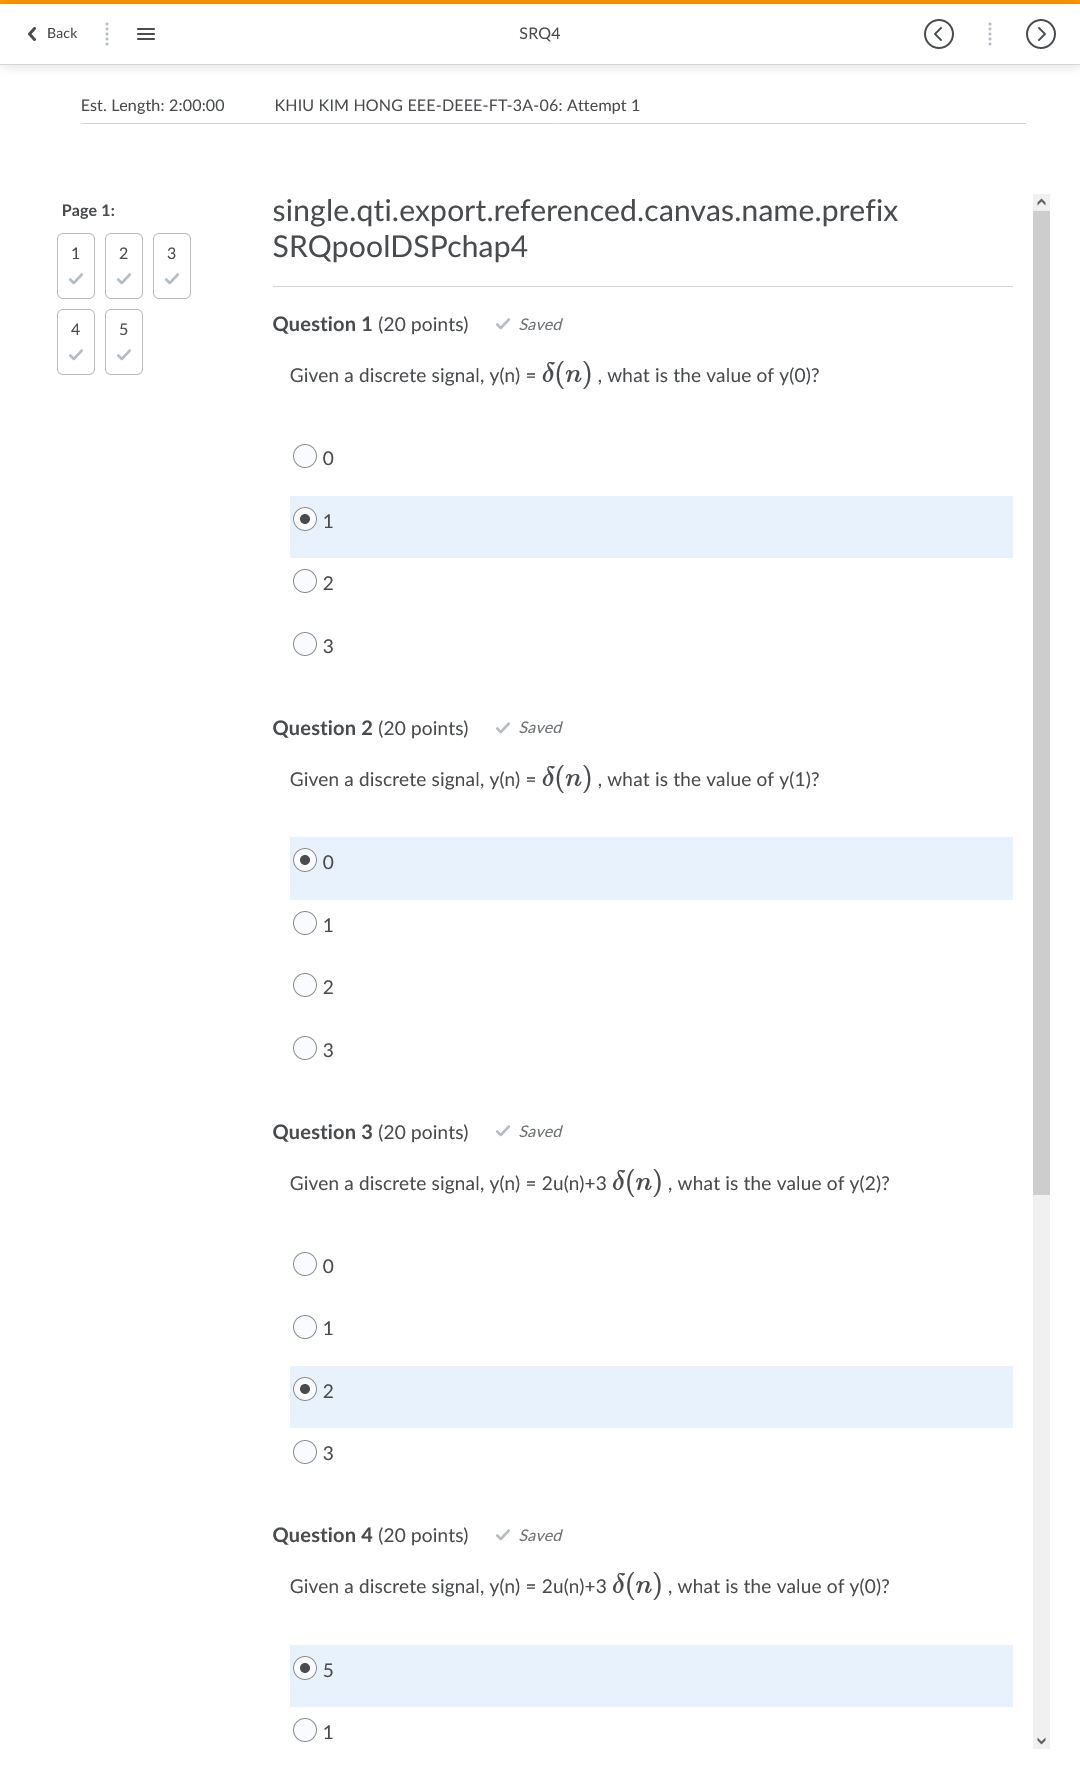 Back
SRQ4
Est. Length: 2:00:00 KHIU KIM HONG EEE-DEEE-FT-3A-06: Attempt 1
Page 1:
1 2 3
4 5
single.qti.export.referenced.canvas.name.prefix
SRQpoolDSPchap4
Question 1 (20 points) Saved
Given a discrete signal, y(n) = δ(n) , what is the value of y(0)?
0
1
2
3
Question 2 (20 points) Saved
Given a discrete signal, y(n) = δ(n) , what is the value of y(1)?
0
1
2
3
Question 3 (20 points) Saved
Given a discrete signal, y(n) = 2u(n)+3 δ(n) , what is the value of y(2)?
0
1
2
3
Question 4 (20 points) Saved
Given a discrete signal, y(n) = 2u(n)+3 δ(n) , what is the value of y(0)?
5
1